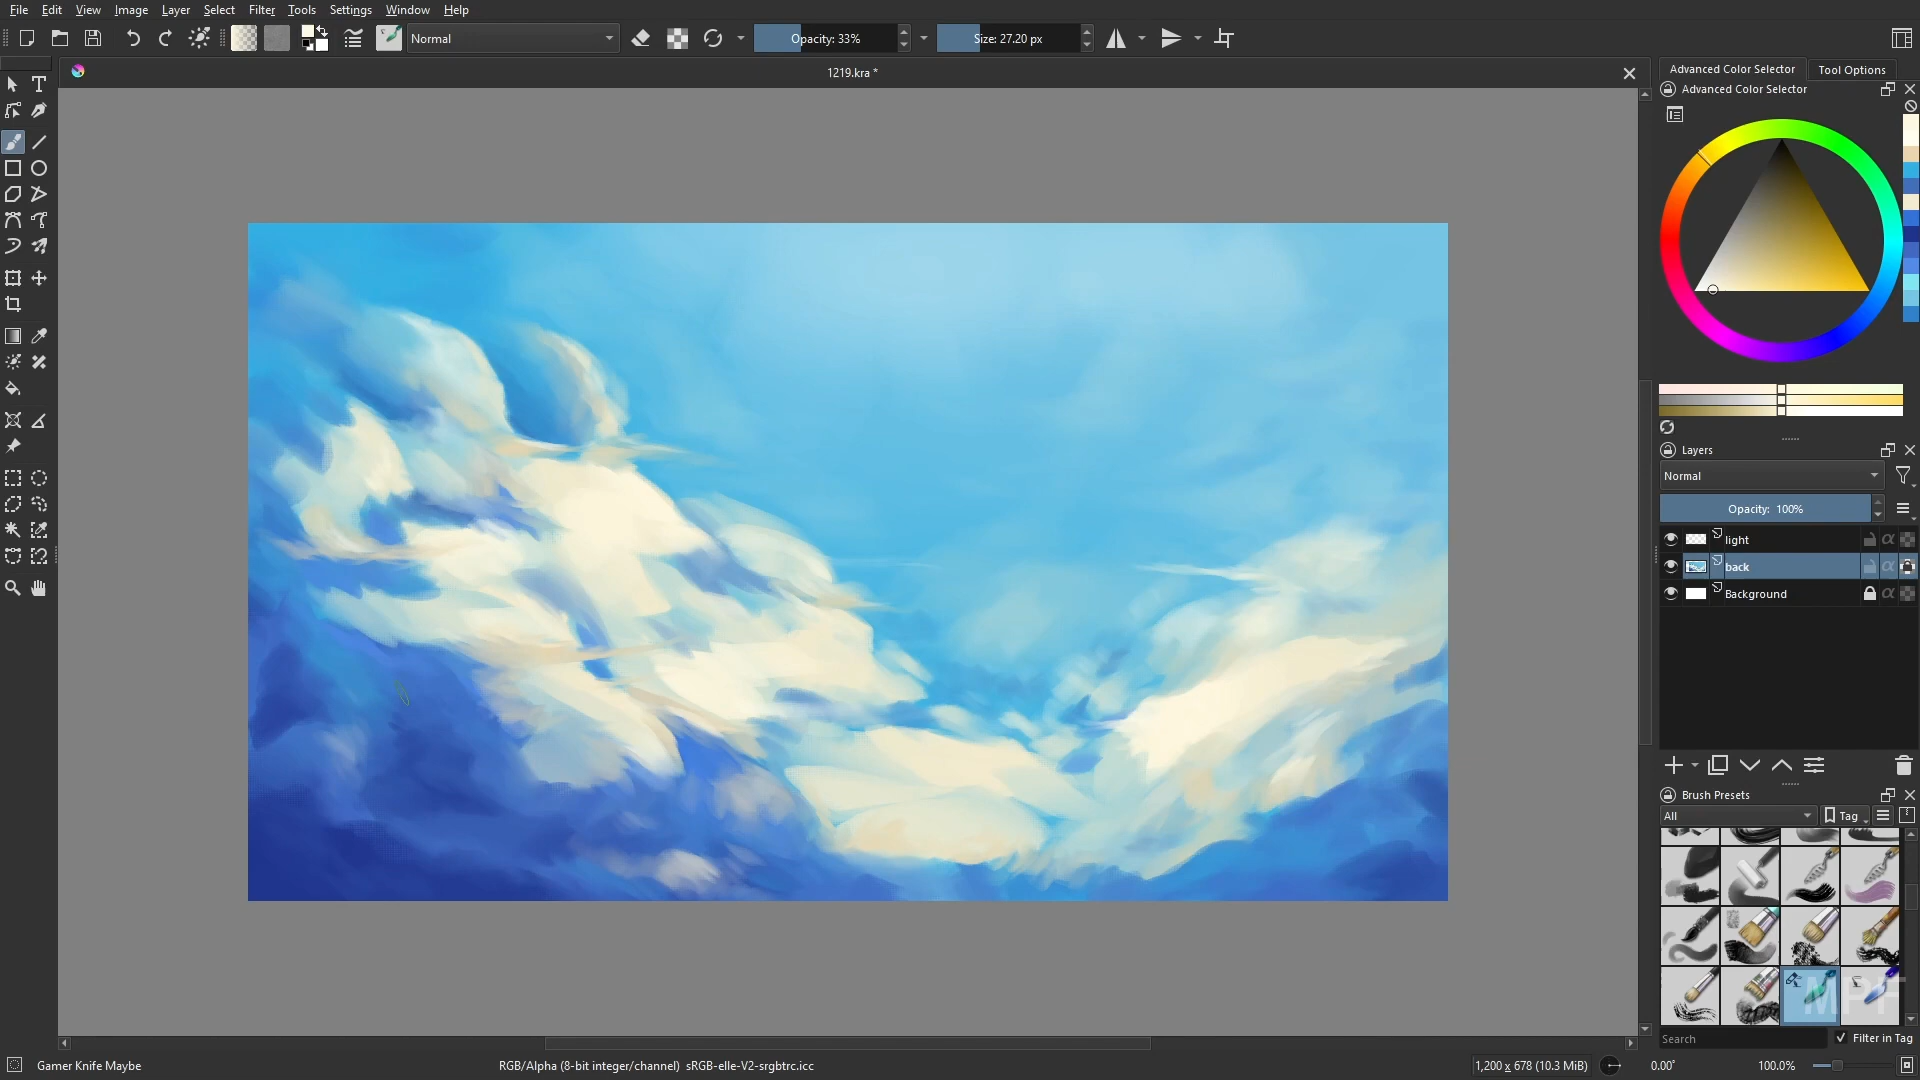 File Edit View Image Layer Select Filter Tools Settings Window Help
Normal
Opacity: 33%
Size: 27.20 px
1219.kra *
Advanced Color Selector
Tool Options
Advanced Color Selector
Layers
Normal
Opacity: 100%
light
back
Background
Brush Presets
All
Tag
MPF
Search
Filter in Tag
Gamer Knife Maybe
RGB/Alpha (8-bit integer/channel) sRGB-elle-V2-srgbtrc.icc
1,200 x 678 (10.3 MiB)
0.00°
100.0%